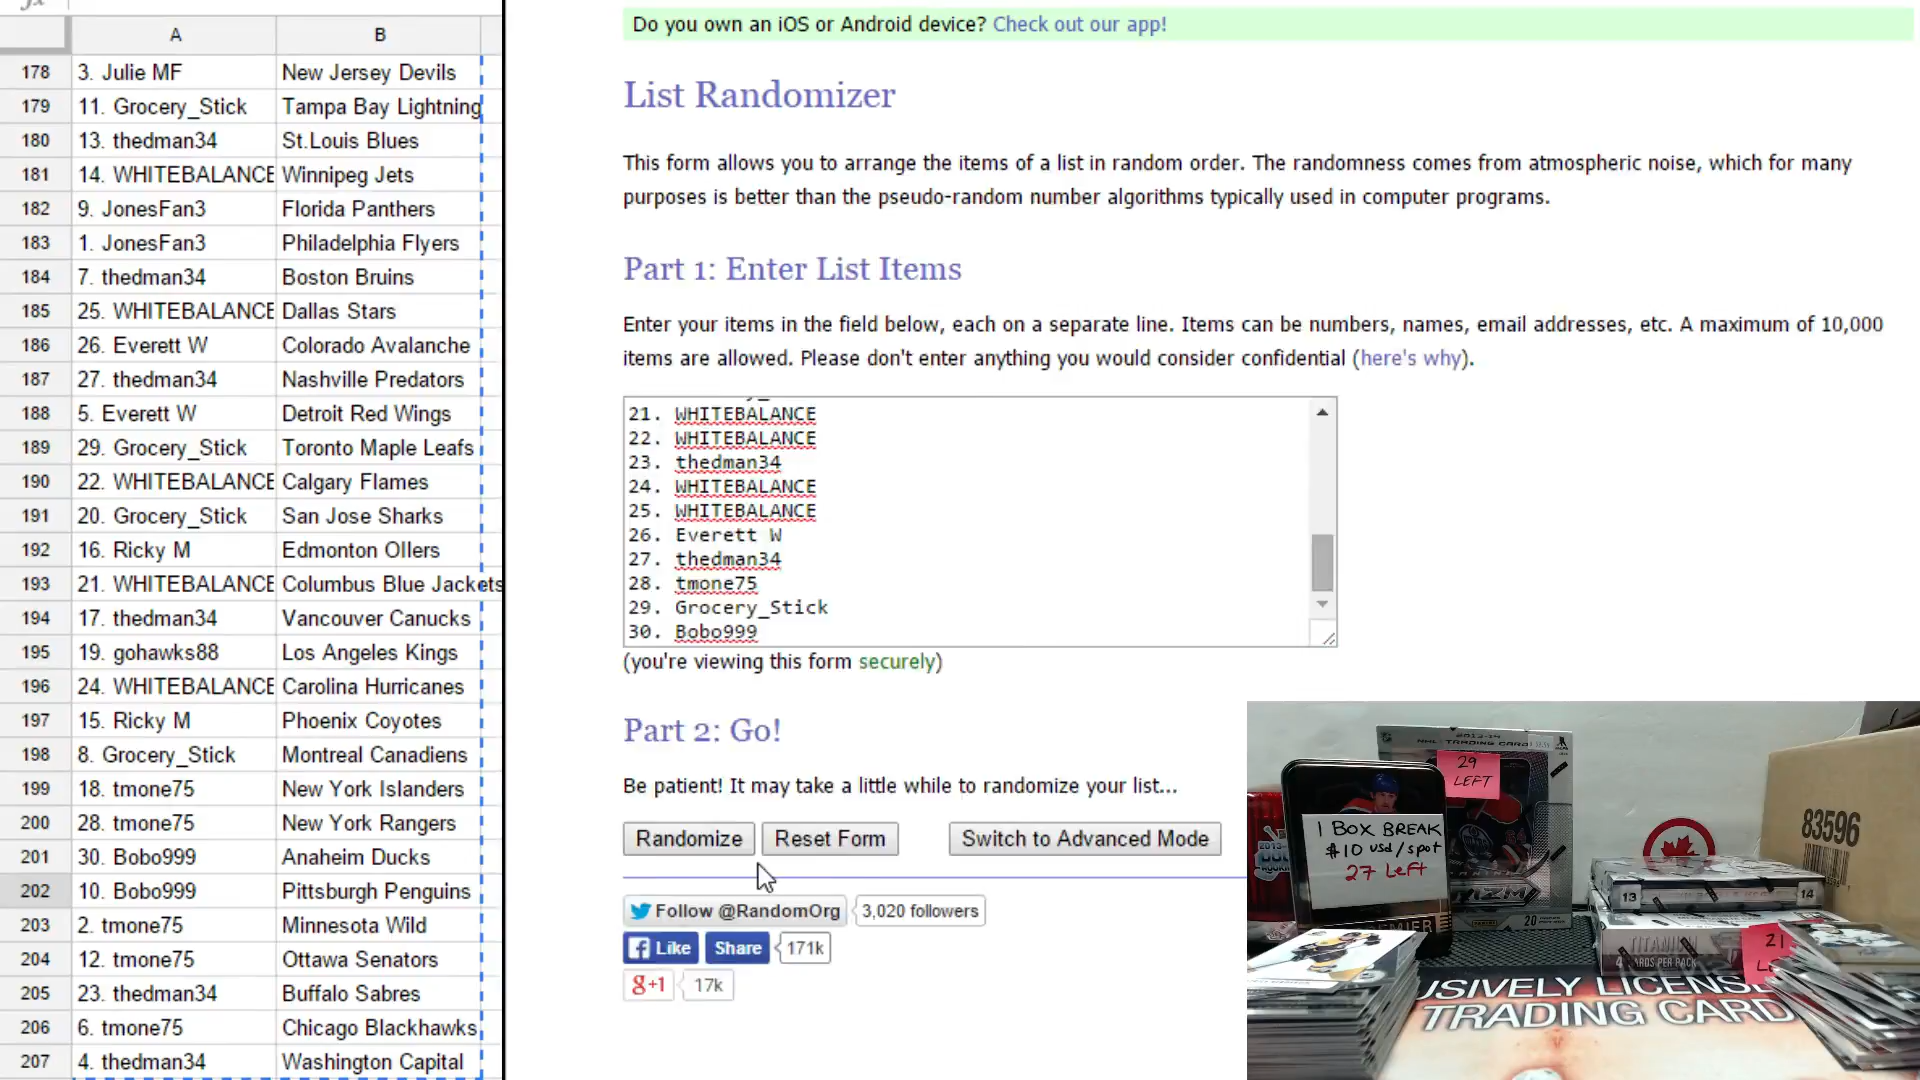 A B
178 3. Julie MF New Jersey Devils
179 11. Grocery_Stick Tampa Bay Lightning
180 13. thedman34 St.Louis Blues
181 14. WHITEBALANCE Winnipeg Jets
182 9. JonesFan3 Florida Panthers
183 1. JonesFan3 Philadelphia Flyers
184 7. thedman34 Boston Bruins
185 25. WHITEBALANCE Dallas Stars
186 26. Everett W Colorado Avalanche
187 27. thedman34 Nashville Predators
188 5. Everett W Detroit Red Wings
189 29. Grocery_Stick Toronto Maple Leafs
190 22. WHITEBALANCE Calgary Flames
191 20. Grocery_Stick San Jose Sharks
192 16. Ricky M Edmonton OIlers
193 21. WHITEBALANCE Columbus Blue Jackets
194 17. thedman34 Vancouver Canucks
195 19. gohawks88 Los Angeles Kings
196 24. WHITEBALANCE Carolina Hurricanes
197 15. Ricky M Phoenix Coyotes
198 8. Grocery_Stick Montreal Canadiens
199 18. tmone75 New York Islanders
200 28. tmone75 New York Rangers
201 30. Bobo999 Anaheim Ducks
202 10. Bobo999 Pittsburgh Penguins
203 2. tmone75 Minnesota Wild
204 12. tmone75 Ottawa Senators
205 23. thedman34 Buffalo Sabres
206 6. tmone75 Chicago Blackhawks
207 4. thedman34 Washington Capital
Do you own an iOS or Android device? Check out our app!
List Randomizer
This form allows you to arrange the items of a list in random order. The randomness comes from atmospheric noise, which for many
purposes is better than the pseudo-random number algorithms typically used in computer programs.
Part 1: Enter List Items
Enter your items in the field below, each on a separate line. Items can be numbers, names, email addresses, etc. A maximum of 10,000
items are allowed. Please don't enter anything you would consider confidential (here's why).
21. WHITEBALANCE
22. WHITEBALANCE
23. thedman34
24. WHITEBALANCE
25. WHITEBALANCE
26. Everett W
27. thedman34
28. tmone75
29. Grocery_Stick
30. Bobo999
(you're viewing this form securely)
Part 2: Go!
Be patient! It may take a little while to randomize your list...
Randomize Reset Form Switch to Advanced Mode
Follow @RandomOrg 3,020 followers
Like Share 171k
g+1 17k
29
LEFT
1 BOX BREAK
$10 usd/spot
27 Left
PRIZM
20
83596
13 14
TITANIUM
4 CARDS PER PACK
21
USIVELY LICENSE
TRADING CARD